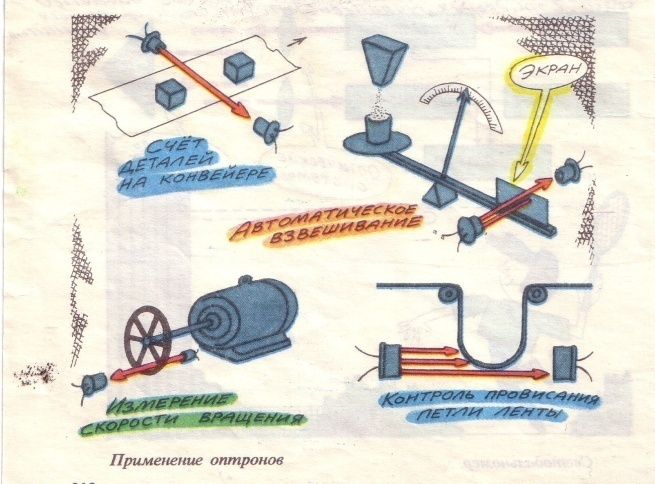 ЭКРАН
СЧЁТ
ДЕТАЛЕЙ
НА КОНВЕЙЕРЕ
АВТОМАТИЧЕСКОЕ
ВЗВЕШИВАНИЕ
ИЗМЕРЕНИЕ
СКОРОСТИ ВРАЩЕНИЯ
КОНТРОЛЬ ПРОВИСАНИЯ
ПЕТЛИ ЛЕНТЫ
Применение оптронов